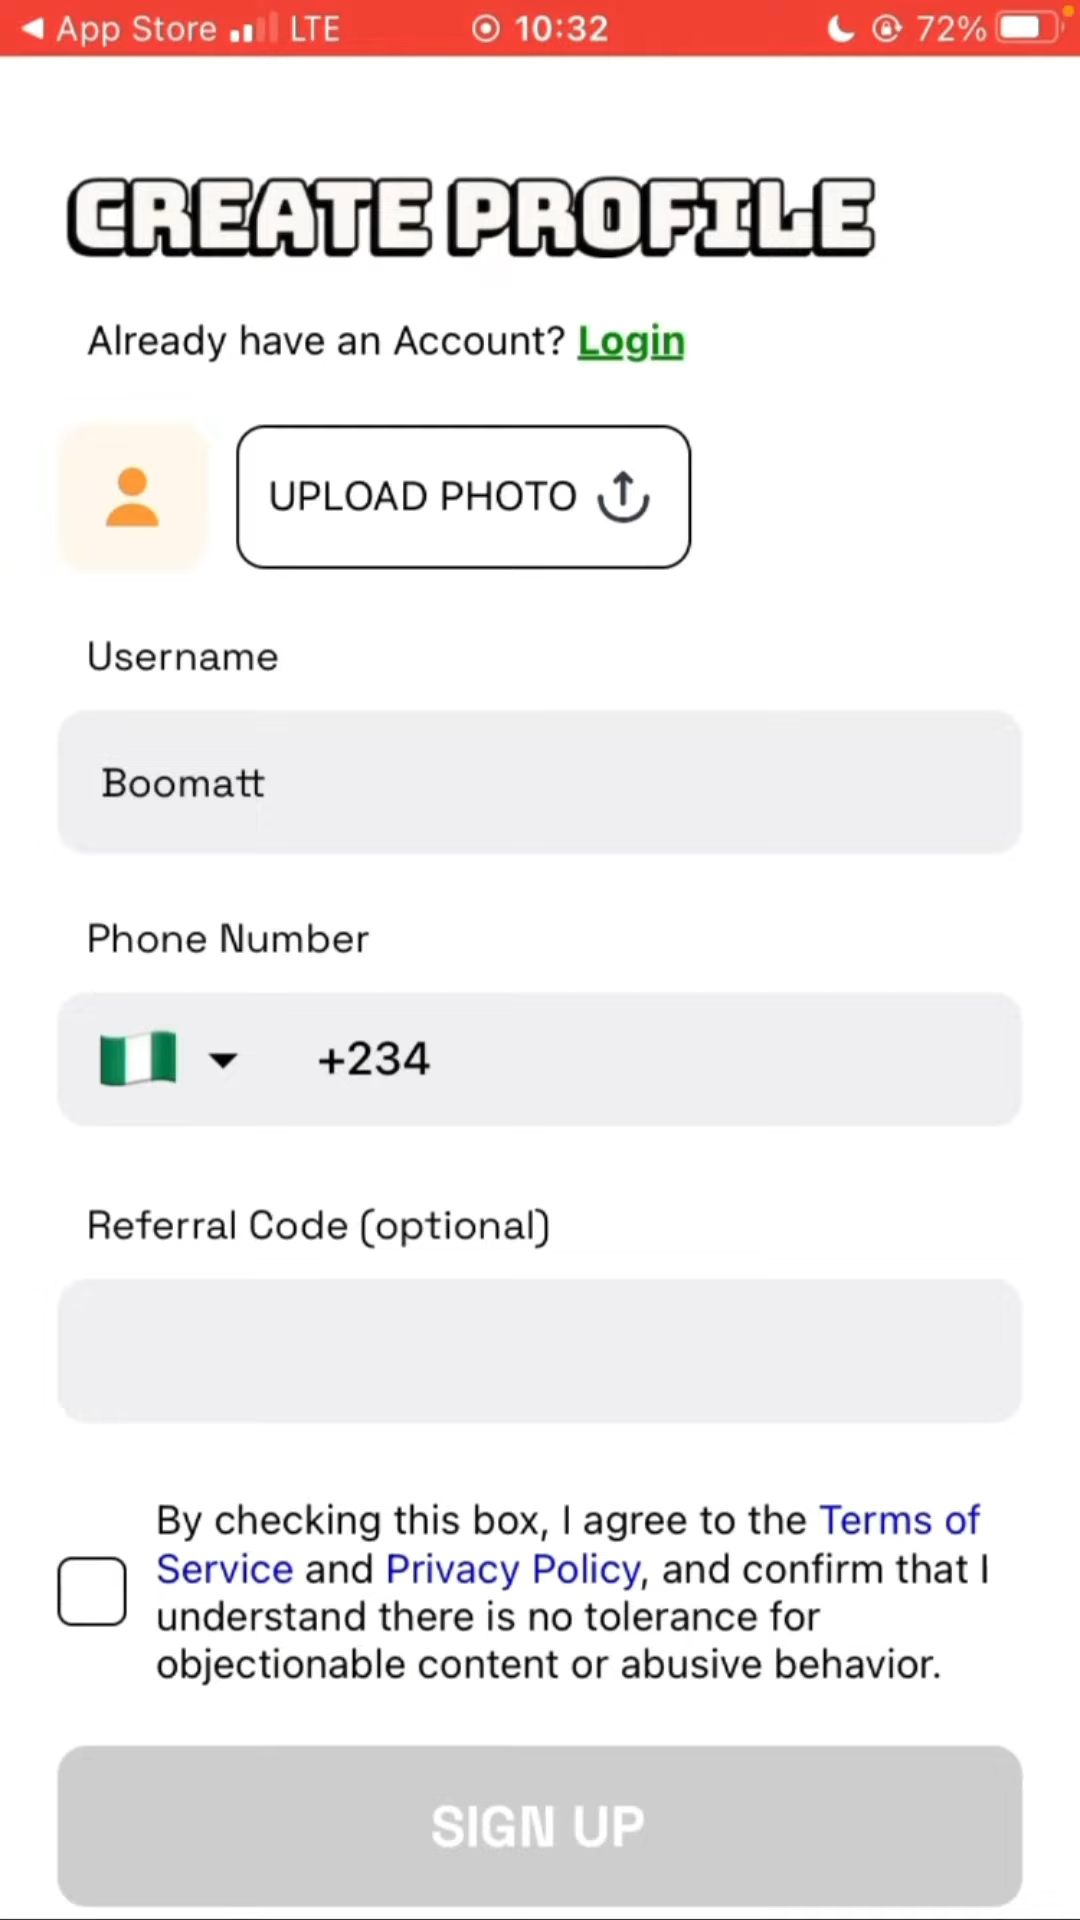 App Store LTE 10:32 72%
CREATE PROFILE
Already have an Account? Login
UPLOAD PHOTO
Username
Boomatt
Phone Number
+234
Referral Code (optional)
By checking this box, I agree to the Terms of
Service and Privacy Policy, and confirm that I
understand there is no tolerance for
objectionable content or abusive behavior.
SIGN UP